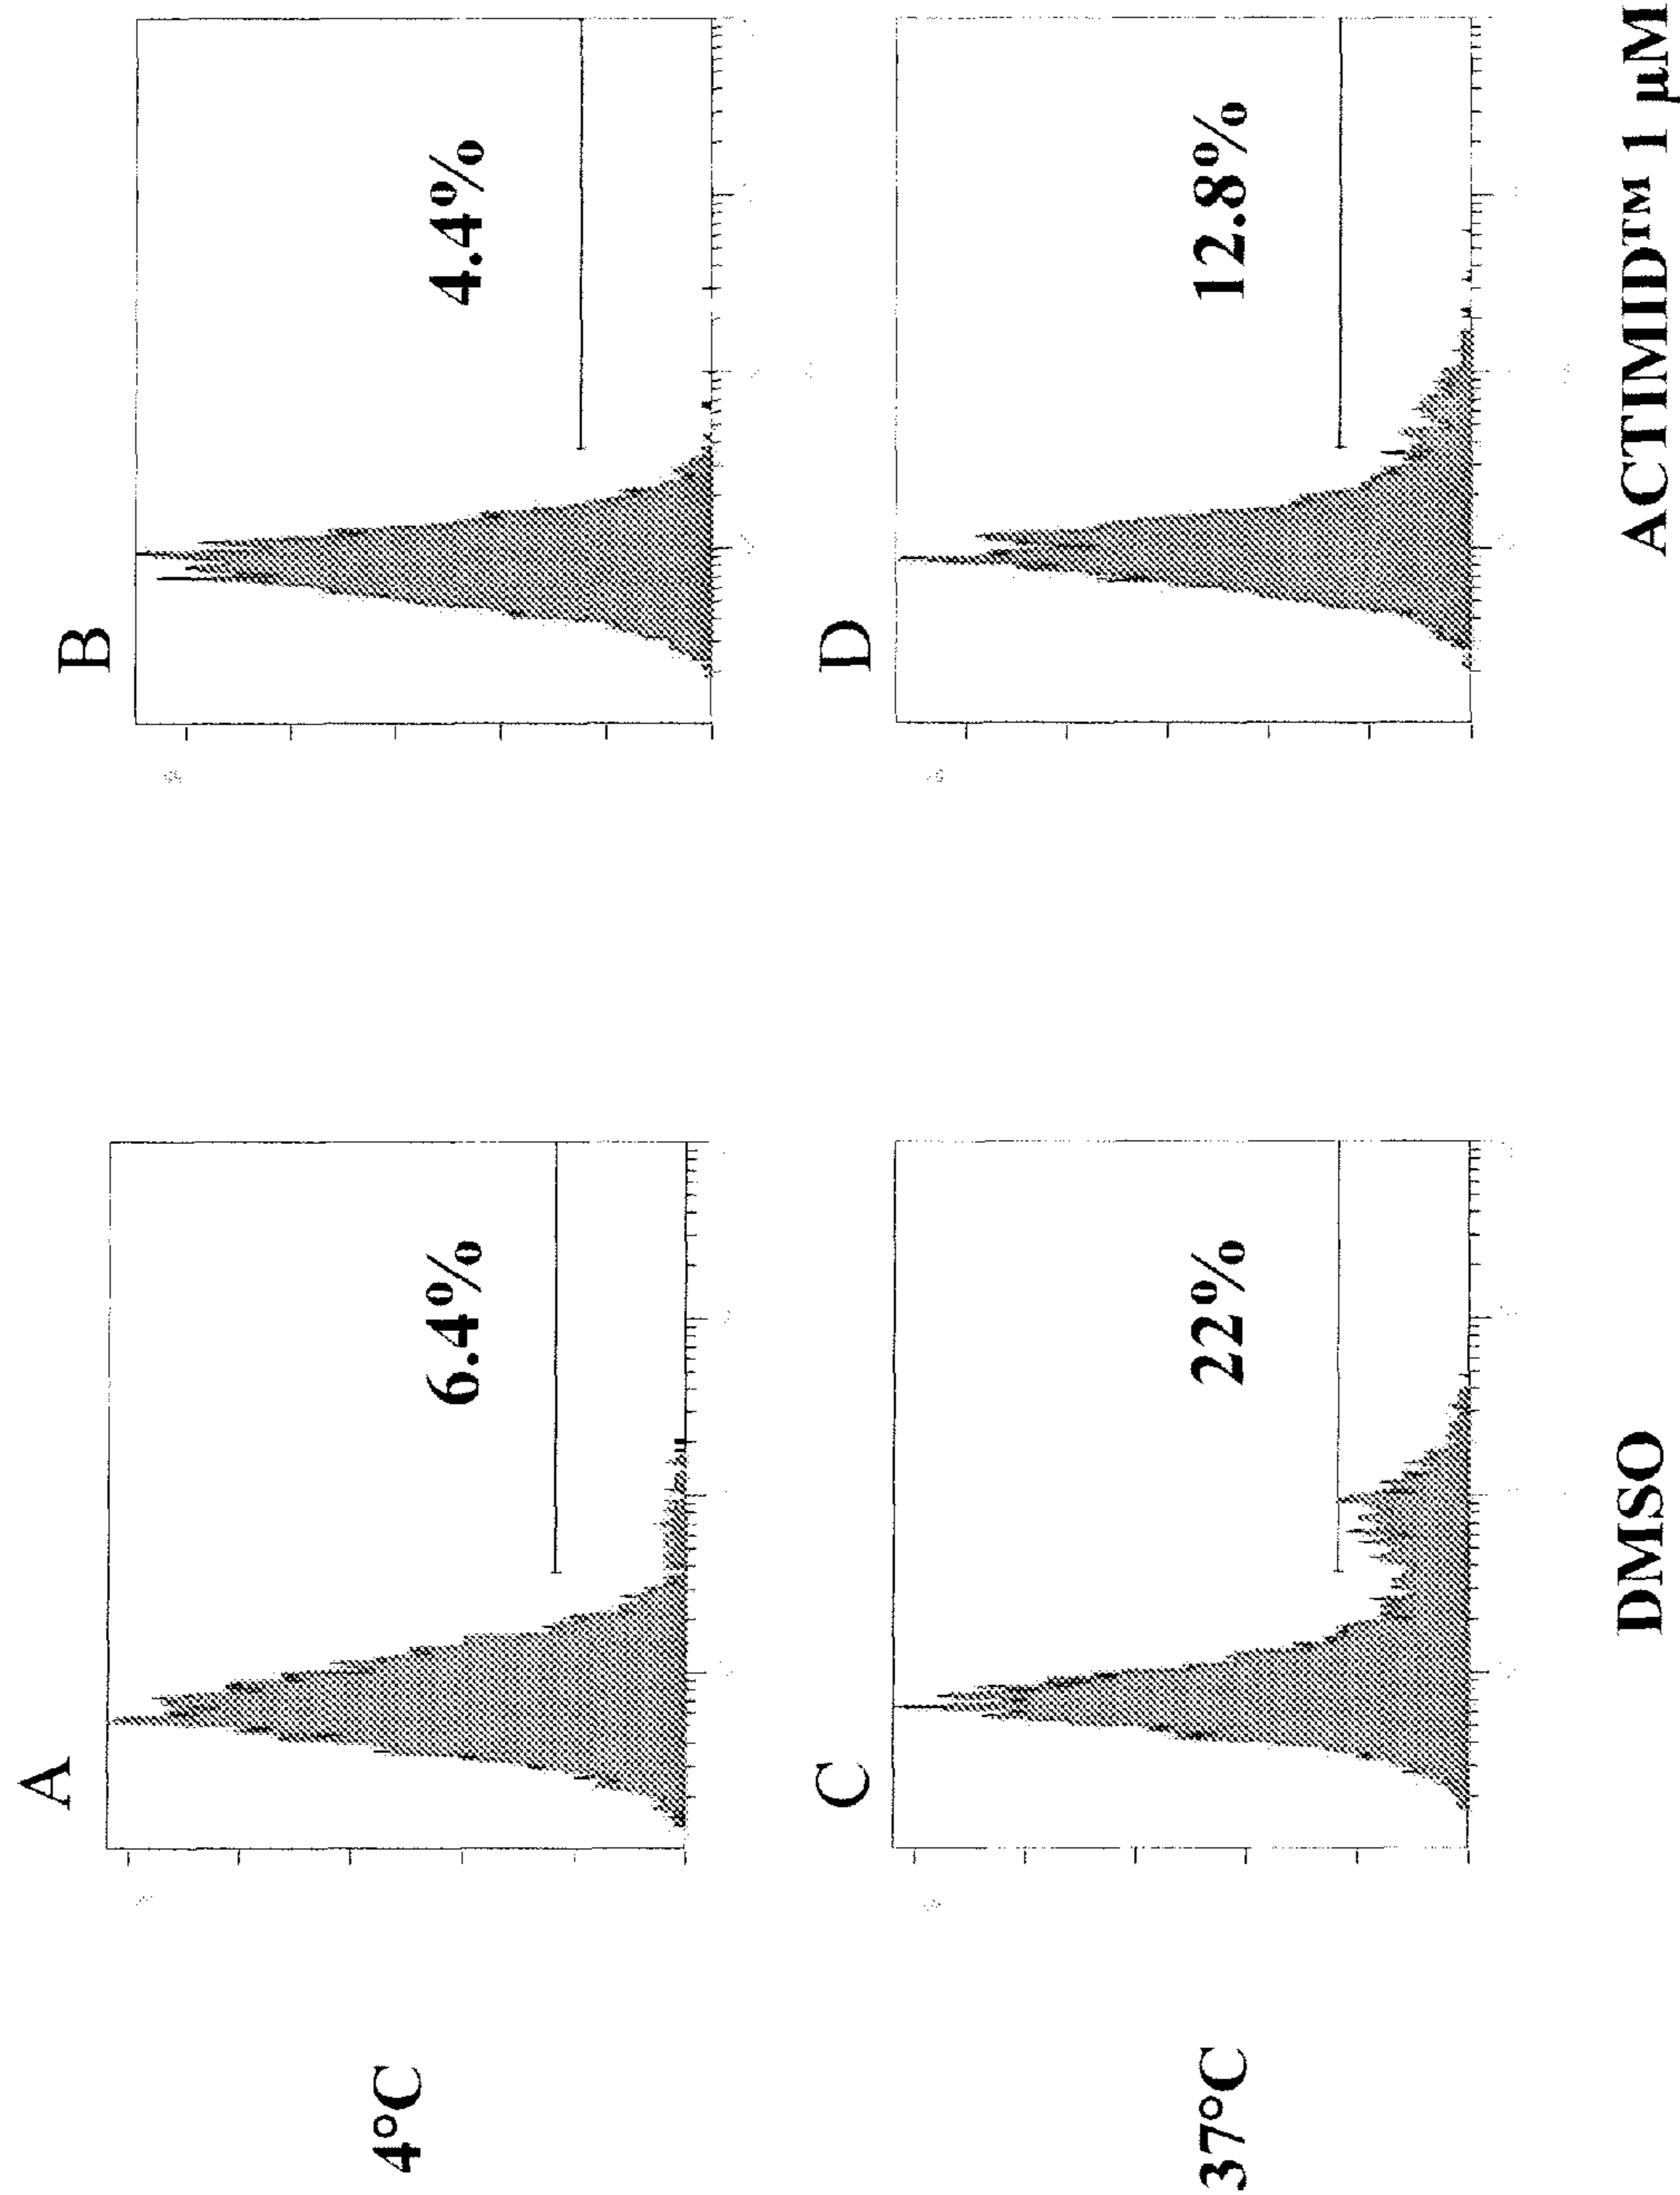 A
B
4°C
6.4%
4.4%
C
D
37°C
22%
12.8%
DMSO
ACTIMID™ 1 µM